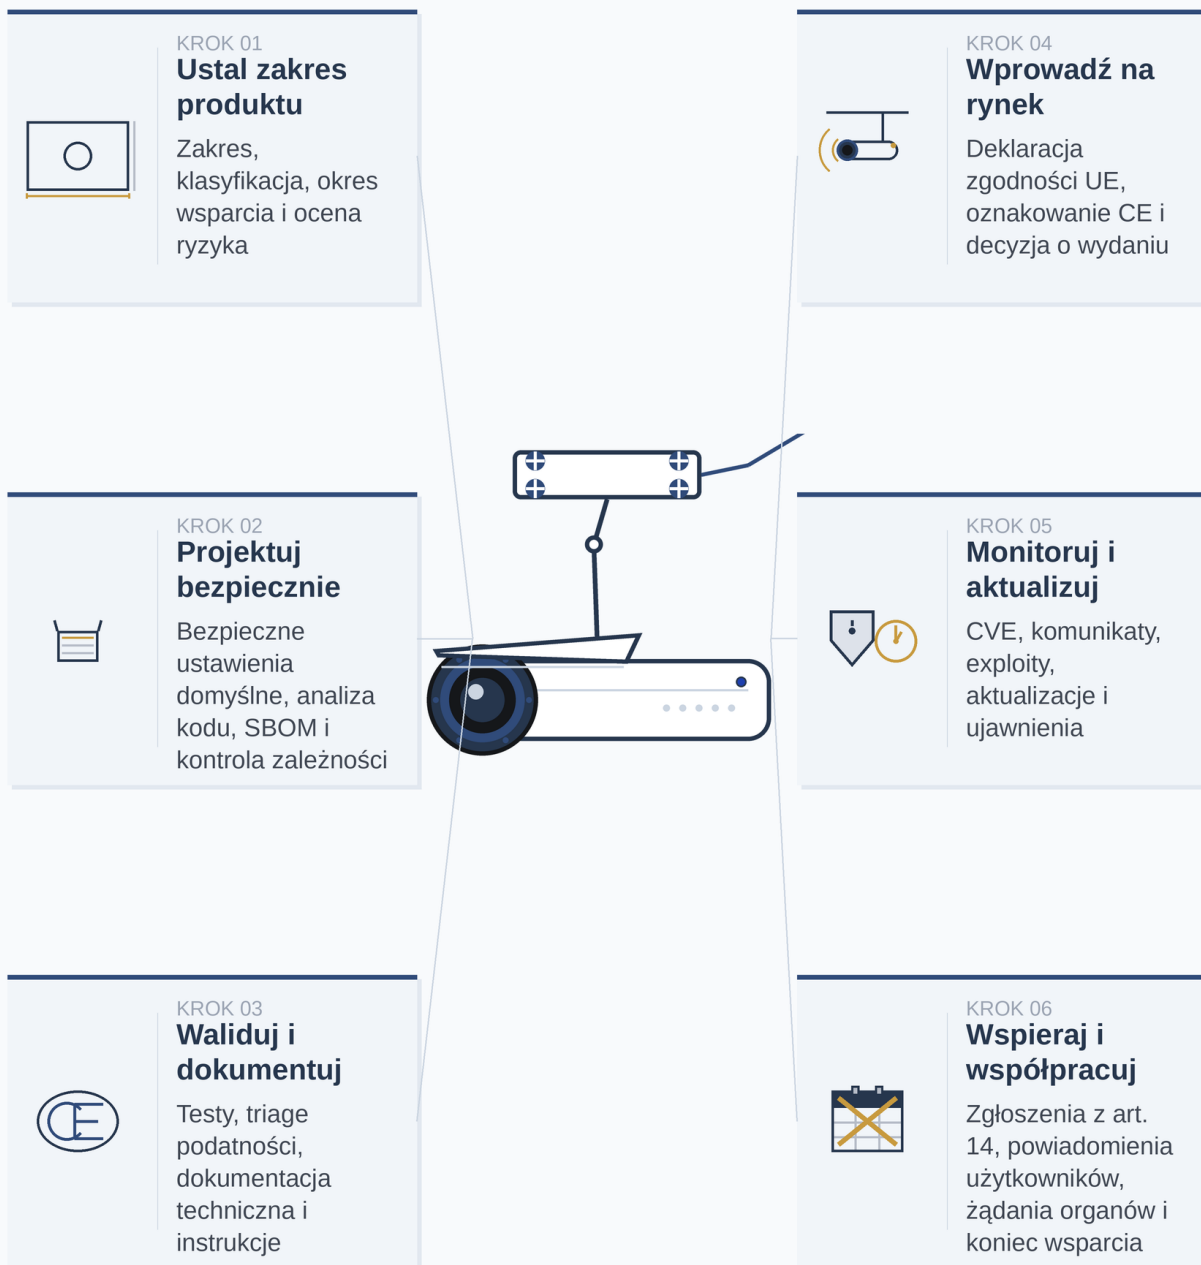 KROK 01
Ustal zakres
produktu
Zakres,
klasyfikacja, okres
wsparcia i ocena
ryzyka
KROK 02
Projektuj
bezpiecznie
Bezpieczne
ustawienia
domyślne, analiza
kodu, SBOM i
kontrola zależności
KROK 03
Waliduj i
dokumentuj
Testy, triage
podatności,
dokumentacja
techniczna i
instrukcje
KROK 04
Wprowadź na
rynek
Deklaracja
zgodności UE,
oznakowanie CE i
decyzja o wydaniu
KROK 05
Monitoruj i
aktualizuj
CVE, komunikaty,
exploity,
aktualizacje i
ujawnienia
KROK 06
Wspieraj i
współpracuj
Zgłoszenia z art.
14, powiadomienia
użytkowników,
żądania organów i
koniec wsparcia